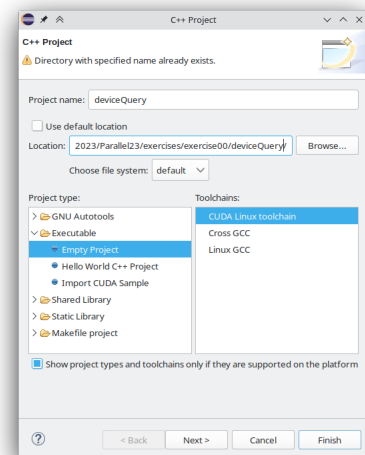 C++ Project
C++ Project
Directory with specified name already exists.
Project name: deviceQuery
Use default location
Location: 2023/Parallel23/exercises/exercise00/deviceQuery/ Browse...
Choose file system: default
Project type: Toolchains:
GNU Autotools CUDA Linux toolchain
Executable Cross GCC
Empty Project Linux GCC
Hello World C++ Project
Import CUDA Sample
Shared Library
Static Library
Makefile project
Show project types and toolchains only if they are supported on the platform
? < Back Next > Cancel Finish